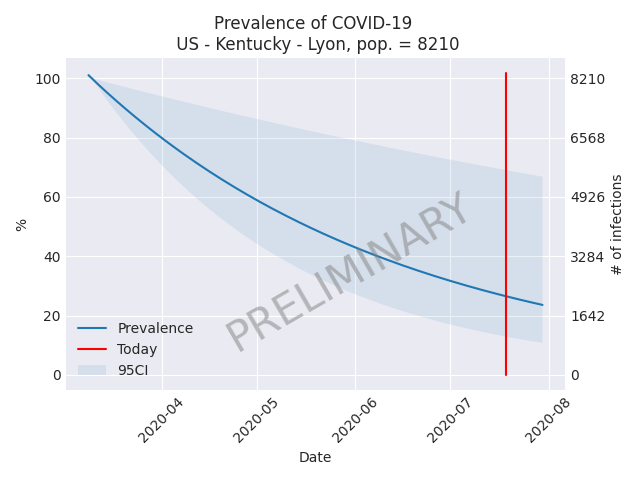 Prevalence of COVID-19
US - Kentucky - Lyon, pop. = 8210
100
80
60
40
20
0
%
8210
6568
4926
3284
1642
0
# of infections
PRELIMINARY
Prevalence
Today
95CI
2020-04
2020-05
2020-06
2020-07
2020-08
Date